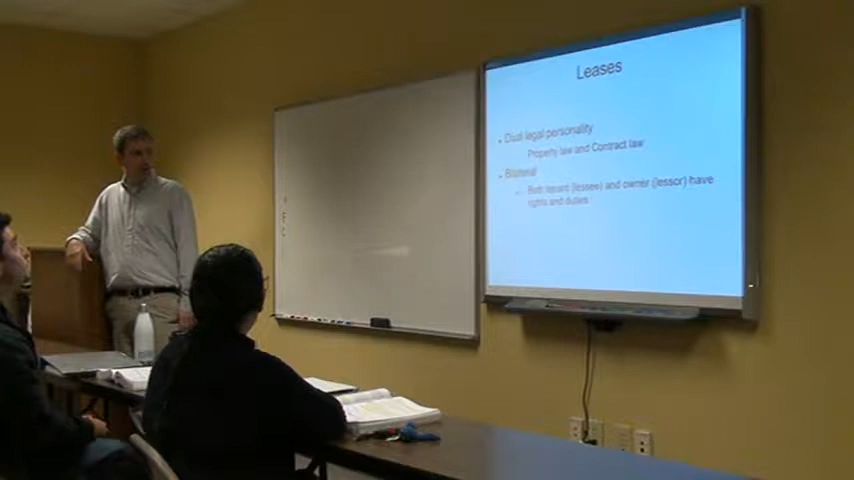 Leases
Dual legal personality
Property law and Contract law
Bilateral
Both tenant (lessee) and owner (lessor) have
rights and duties